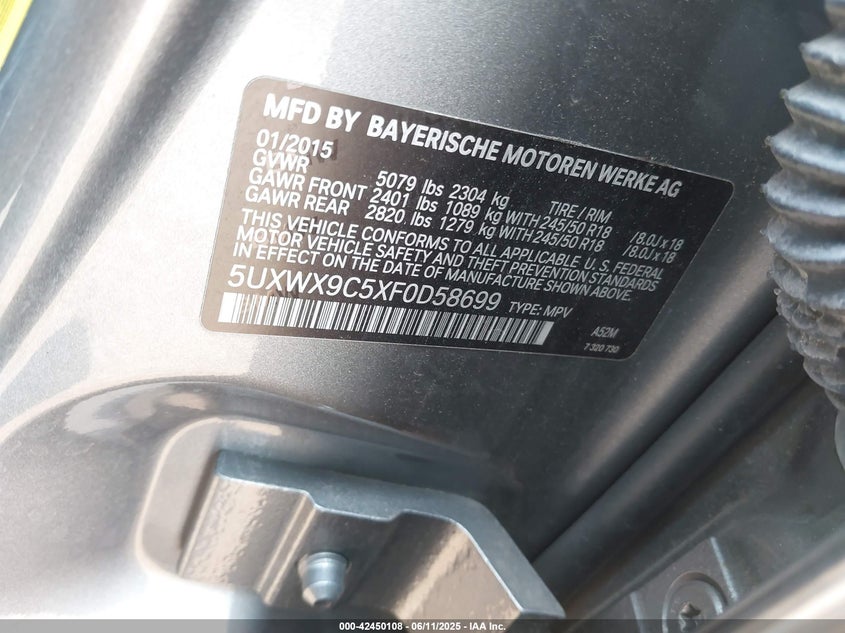 MFD BY BAYERISCHE MOTOREN WERKE AG
01/2015
GVWR 5079 lbs 2304 kg TIRE / RIM
GAWR FRONT 2401 lbs 1089 kg WITH 245/50 R18 /8.0J x 18
GAWR REAR 2820 lbs 1279 kg WITH 245/50 R18 /8.0J x 18
THIS VEHICLE CONFORMS TO ALL APPLICABLE U. S. FEDERAL
MOTOR VEHICLE SAFETY AND THEFT PREVENTION STANDARDS
IN EFFECT ON THE DATE OF MANUFACTURE SHOWN ABOVE.
5UXWX9C5XF0D58699 TYPE: MPV
A52M
7 320 730
000-42450108 - 06/11/2025 - IAA Inc.